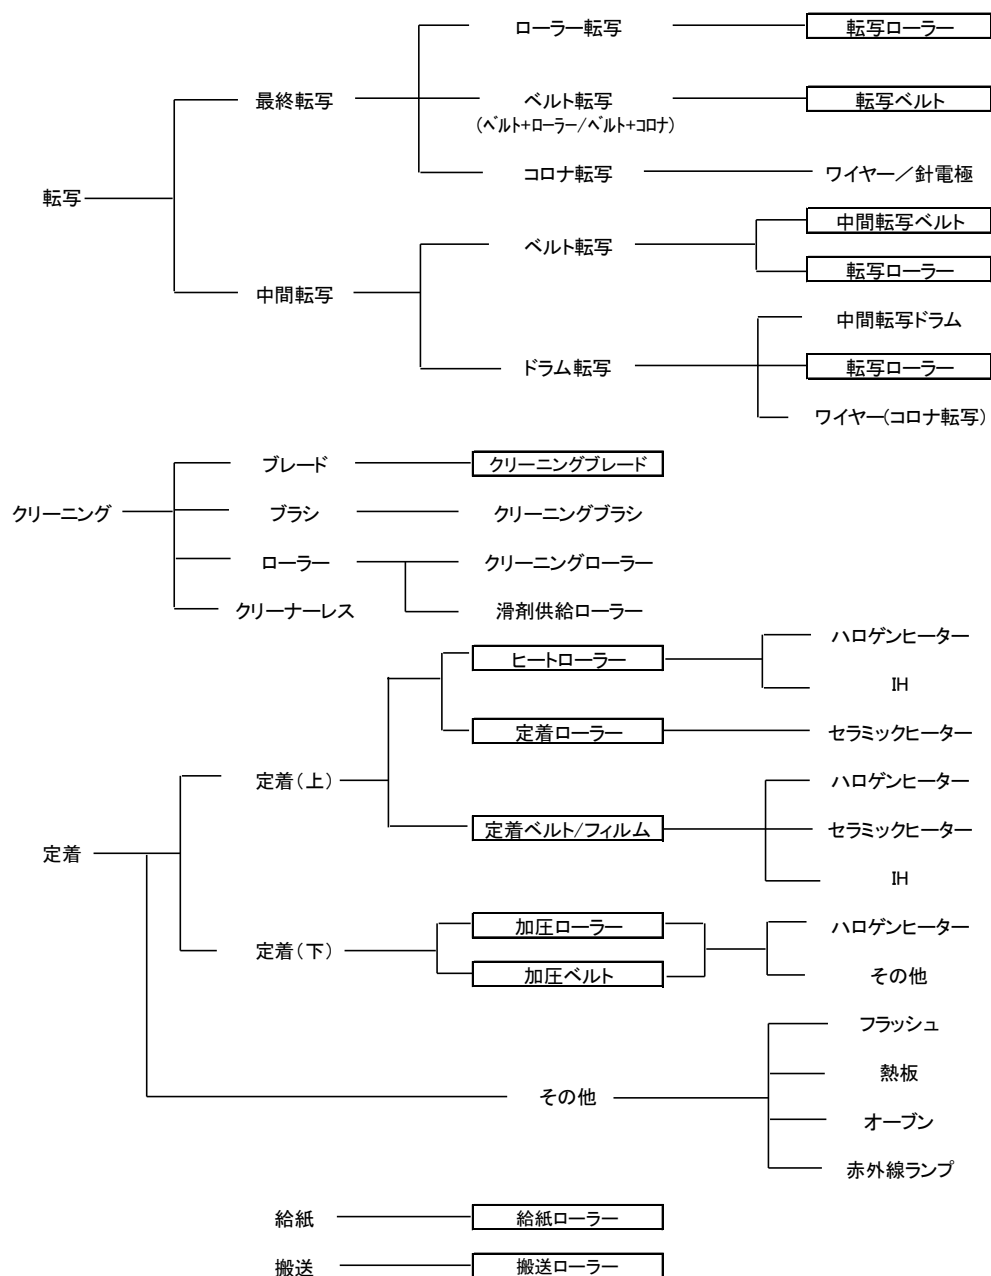 ローラー転写
転写ローラー
最終転写
ベルト転写
(ベルト+ローラー/ベルト+コロナ)
転写ベルト
コロナ転写
ワイヤー／針電極
転写
中間転写
ベルト転写
中間転写ベルト
転写ローラー
ドラム転写
中間転写ドラム
転写ローラー
ワイヤー(コロナ転写)
クリーニング
ブレード
クリーニングブレード
ブラシ
クリーニングブラシ
ローラー
クリーニングローラー
滑剤供給ローラー
クリーナーレス
定着
定着(上)
ヒートローラー
ハロゲンヒーター
IH
定着ローラー
セラミックヒーター
定着ベルト/フィルム
ハロゲンヒーター
セラミックヒーター
IH
定着(下)
加圧ローラー
加圧ベルト
ハロゲンヒーター
その他
その他
フラッシュ
熱板
オーブン
赤外線ランプ
給紙
給紙ローラー
搬送
搬送ローラー